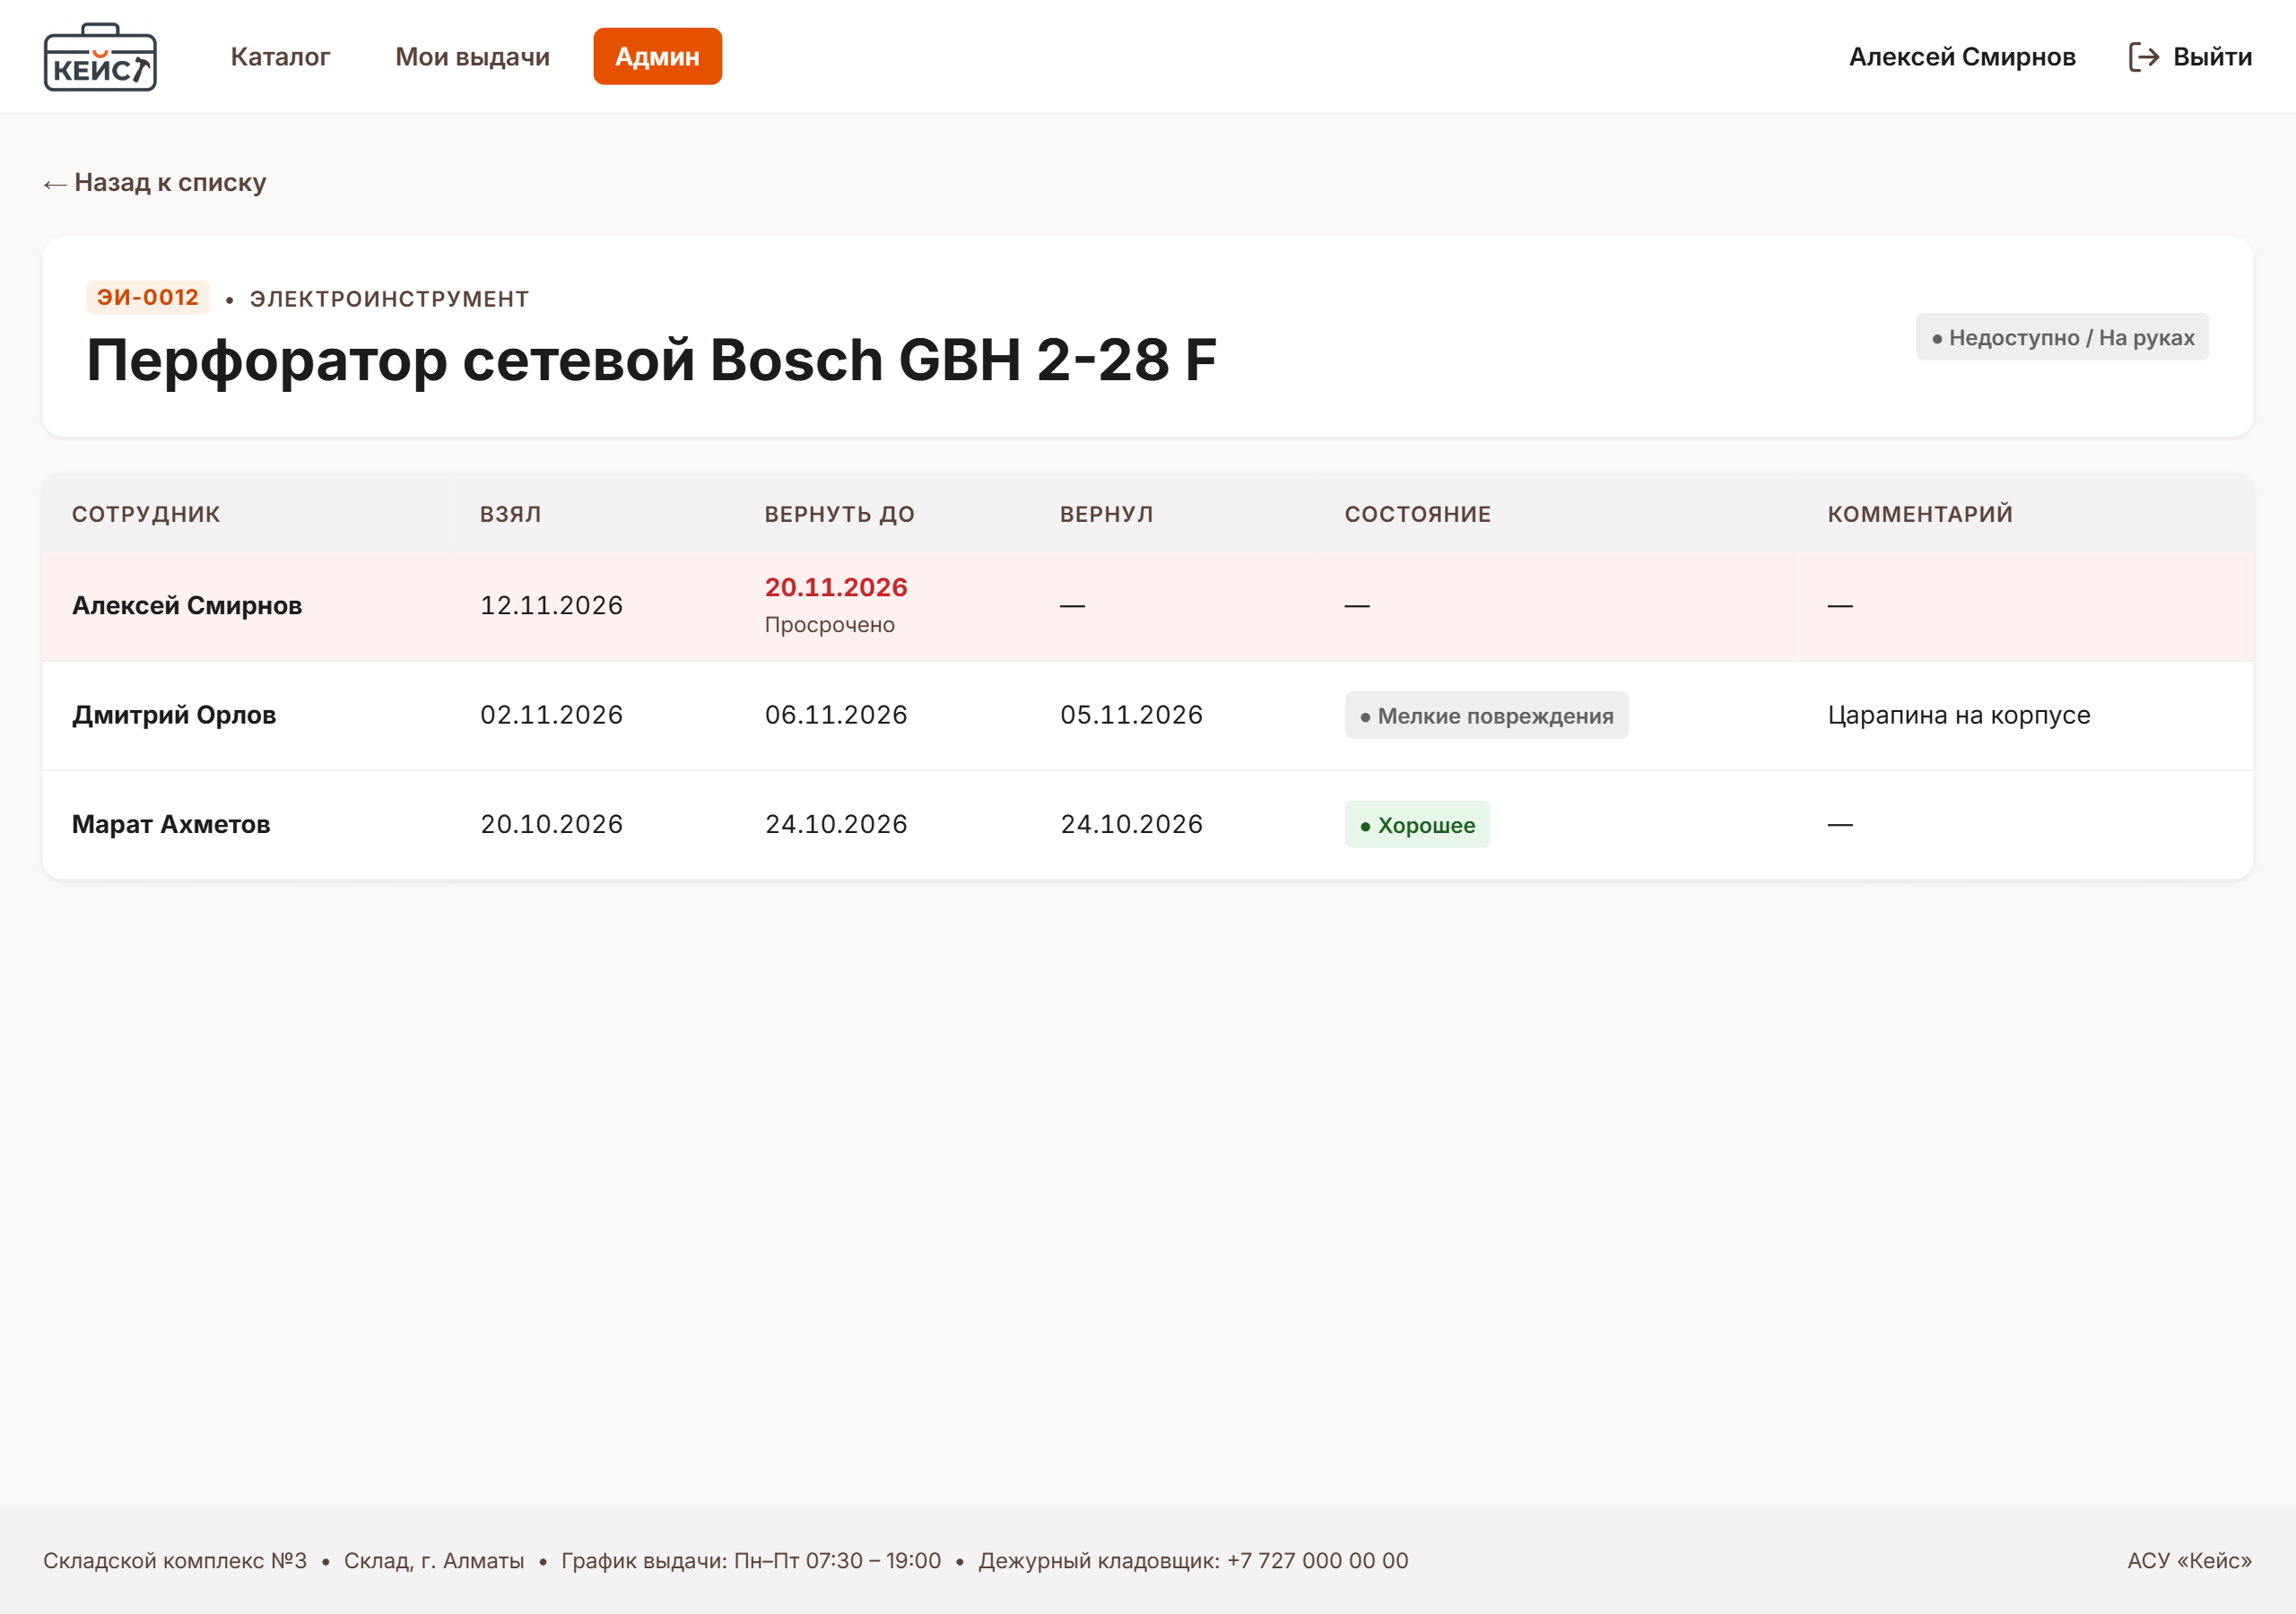 КЕЙС Каталог Мои выдачи Админ Алексей Смирнов Выйти
← Назад к списку
ЭИ-0012 • ЭЛЕКТРОИНСТРУМЕНТ
Перфоратор сетевой Bosch GBH 2-28 F
• Недоступно / На руках
СОТРУДНИК ВЗЯЛ ВЕРНУТЬ ДО ВЕРНУЛ СОСТОЯНИЕ КОММЕНТАРИЙ
Алексей Смирнов 12.11.2026 20.11.2026 — — —
Просрочено
Дмитрий Орлов 02.11.2026 06.11.2026 05.11.2026 • Мелкие повреждения Царапина на корпусе
Марат Ахметов 20.10.2026 24.10.2026 24.10.2026 • Хорошее —
Складской комплекс №3 • Склад, г. Алматы • График выдачи: Пн–Пт 07:30 – 19:00 • Дежурный кладовщик: +7 727 000 00 00 АСУ «Кейс»